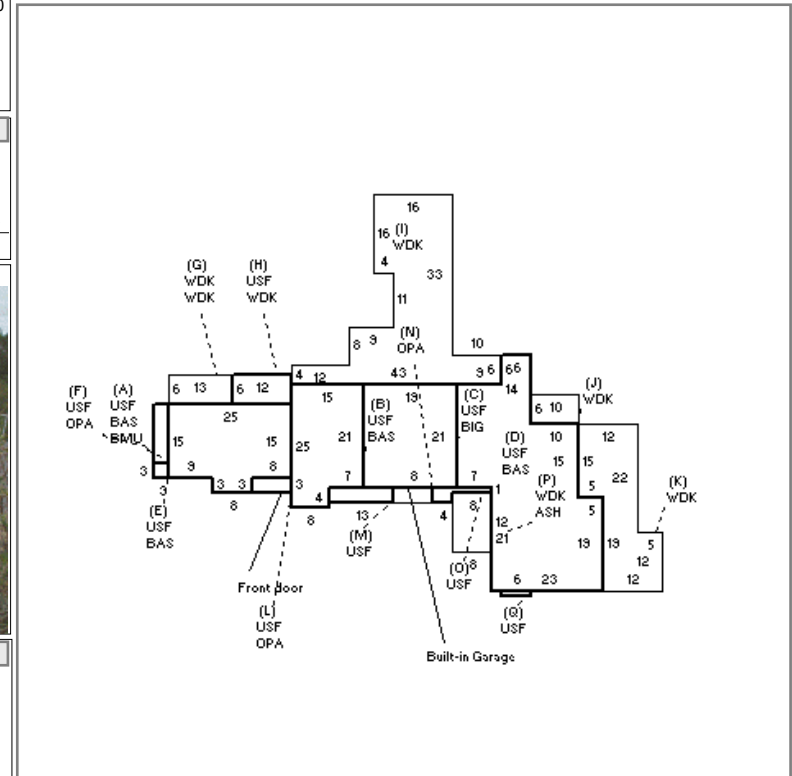 16
16
(I)
WDK
4
33
11
(G)
WDK
WDK
(H)
USF
WDK
8 9
(N)
OPA
10
4 12
43
9 6
6 6
14
(J)
WDK
6 13
6 12
6 10
(F)
USF
OPA
(A)
USF
BAS
BMU
15
19
(B)
USF
BAS
(C)
USF
BIG
25
15
15
25
21
21
(D)
USF
BAS
10
15
12
15
22
(P)
WDK
ASH
(K)
WDK
3
9
8
3 3
3
7
8
7
1
5
5
5
3
8
4
8
13
4
8
12
21
19
19
12
12
(E)
USF
BAS
(M)
USF
(O)
USF
8
6 23
Front door
(L)
USF
OPA
(Q)
USF
Built-in Garage